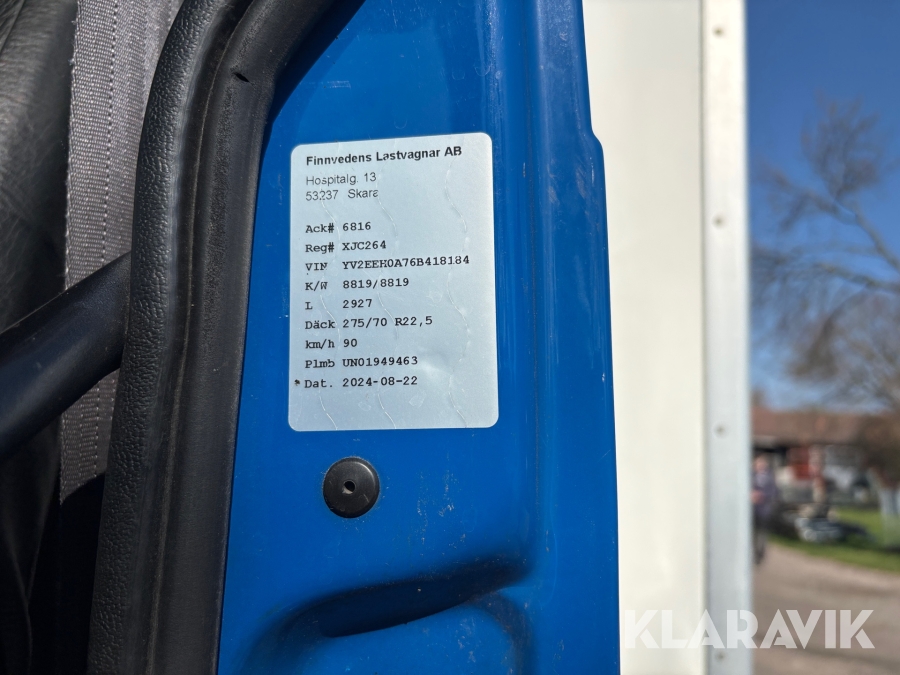 Finnvedens Lastvagnar AB
Hospitalg. 13
53237 Skara
Ack# 6816
Reg# XJC264
VIN YV2EEH0A76B418184
K/W 8819/8819
L 2927
Däck 275/70 R22,5
km/h 90
Plmb UN01949463
* Dat. 2024-08-22
KLARAVIK